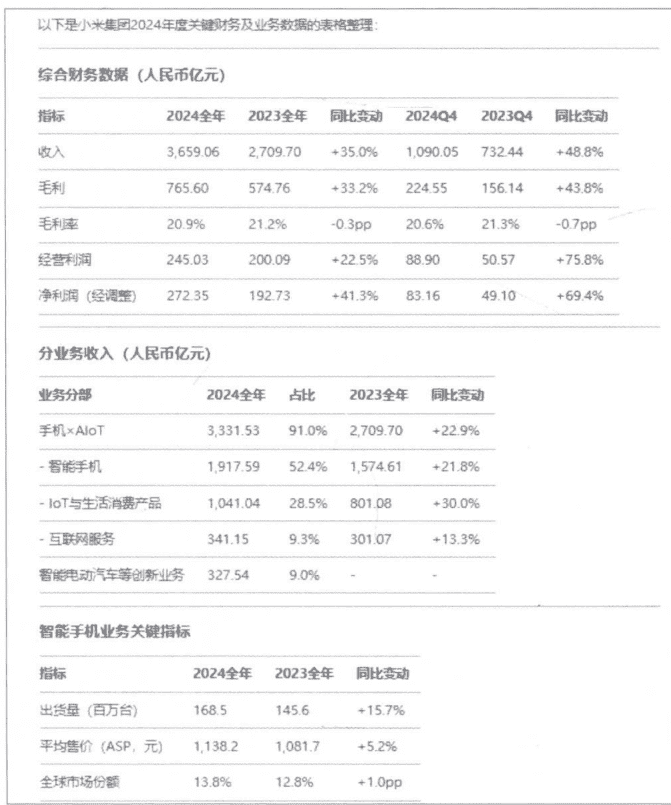 以下是小米集团2024年度关键财务及业务数据的表格整理：
综合财务数据（人民币亿元）
指标 2024全年 2023全年 同比变动 2024Q4 2023Q4 同比变动
收入 3,659.06 2,709.70 +35.0% 1,090.05 732.44 +48.8%
毛利 765.60 574.76 +33.2% 224.55 156.14 +43.8%
毛利率 20.9% 21.2% -0.3pp 20.6% 21.3% -0.7pp
经营利润 245.03 200.09 +22.5% 88.90 50.57 +75.8%
净利润（经调整） 272.35 192.73 +41.3% 83.16 49.10 +69.4%
分业务收入（人民币亿元）
业务分部 2024全年 占比 2023全年 同比变动
手机×AIoT 3,331.53 91.0% 2,709.70 +22.9%
- 智能手机 1,917.59 52.4% 1,574.61 +21.8%
- IoT与生活消费产品 1,041.04 28.5% 801.08 +30.0%
- 互联网服务 341.15 9.3% 301.07 +13.3%
智能电动汽车等创新业务 327.54 9.0% - -
智能手机业务关键指标
指标 2024全年 2023全年 同比变动
出货量（百万台） 168.5 145.6 +15.7%
平均售价（ASP，元） 1,138.2 1,081.7 +5.2%
全球市场份额 13.8% 12.8% +1.0pp